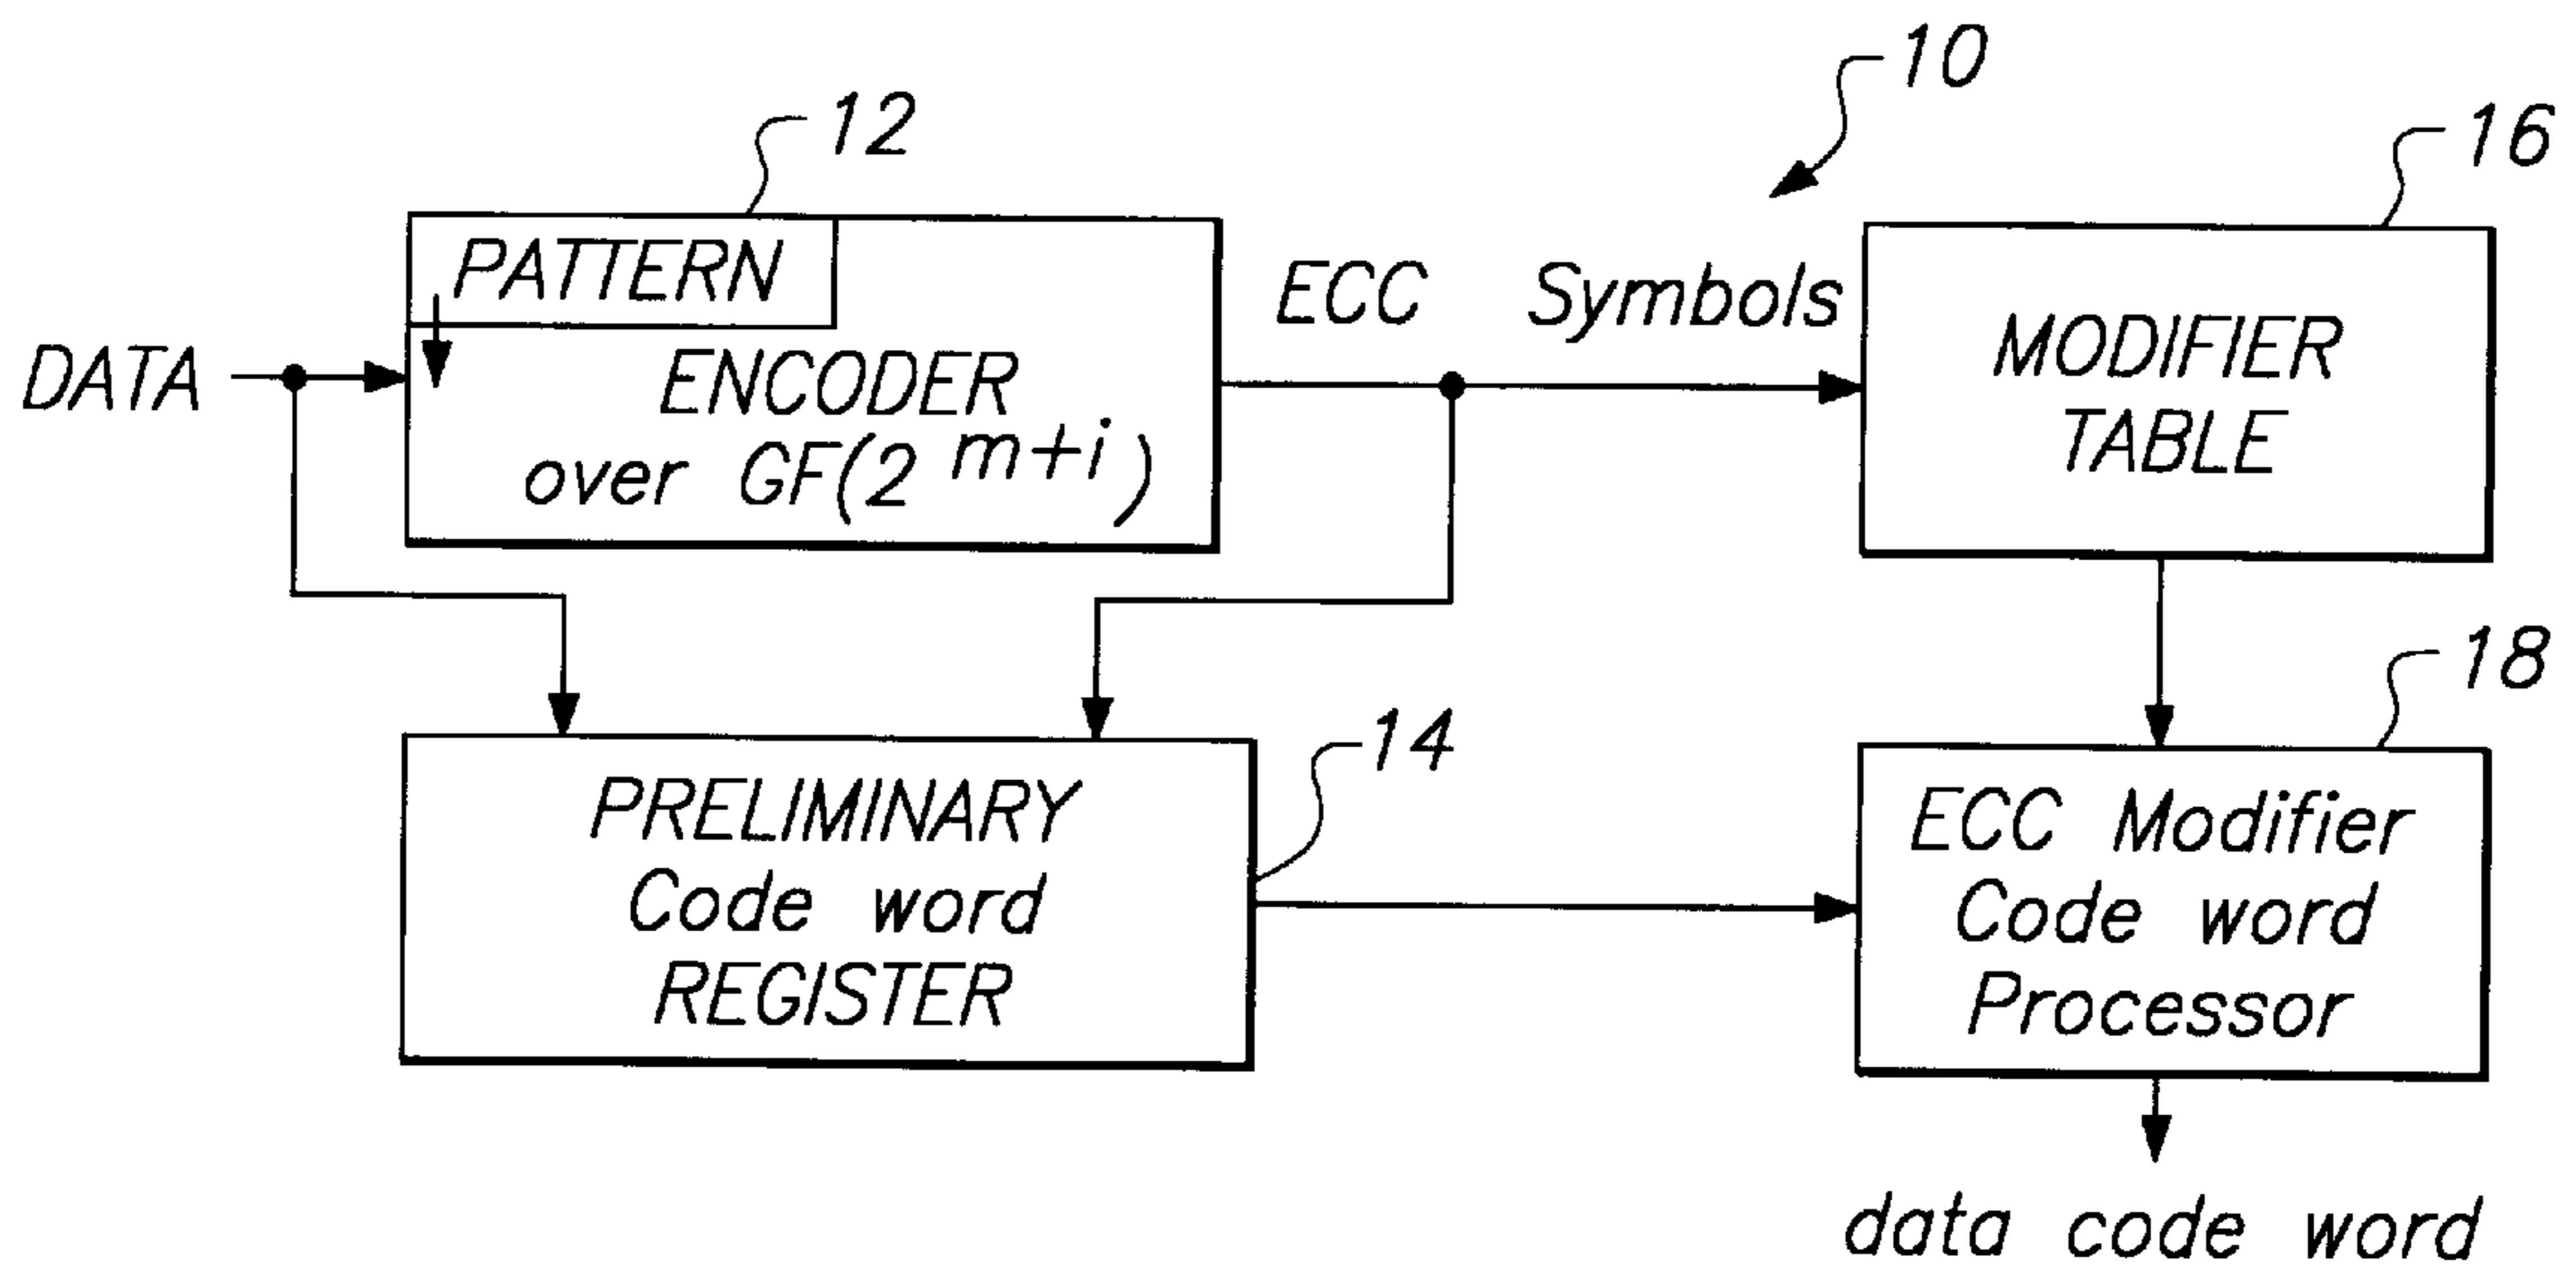 10
12
16
PATTERN
ECC Symbols
DATA
ENCODER
over GF(2 m+i)
MODIFIER
TABLE
14
18
PRELIMINARY
Code word
REGISTER
ECC Modifier
Code word
Processor
data code word